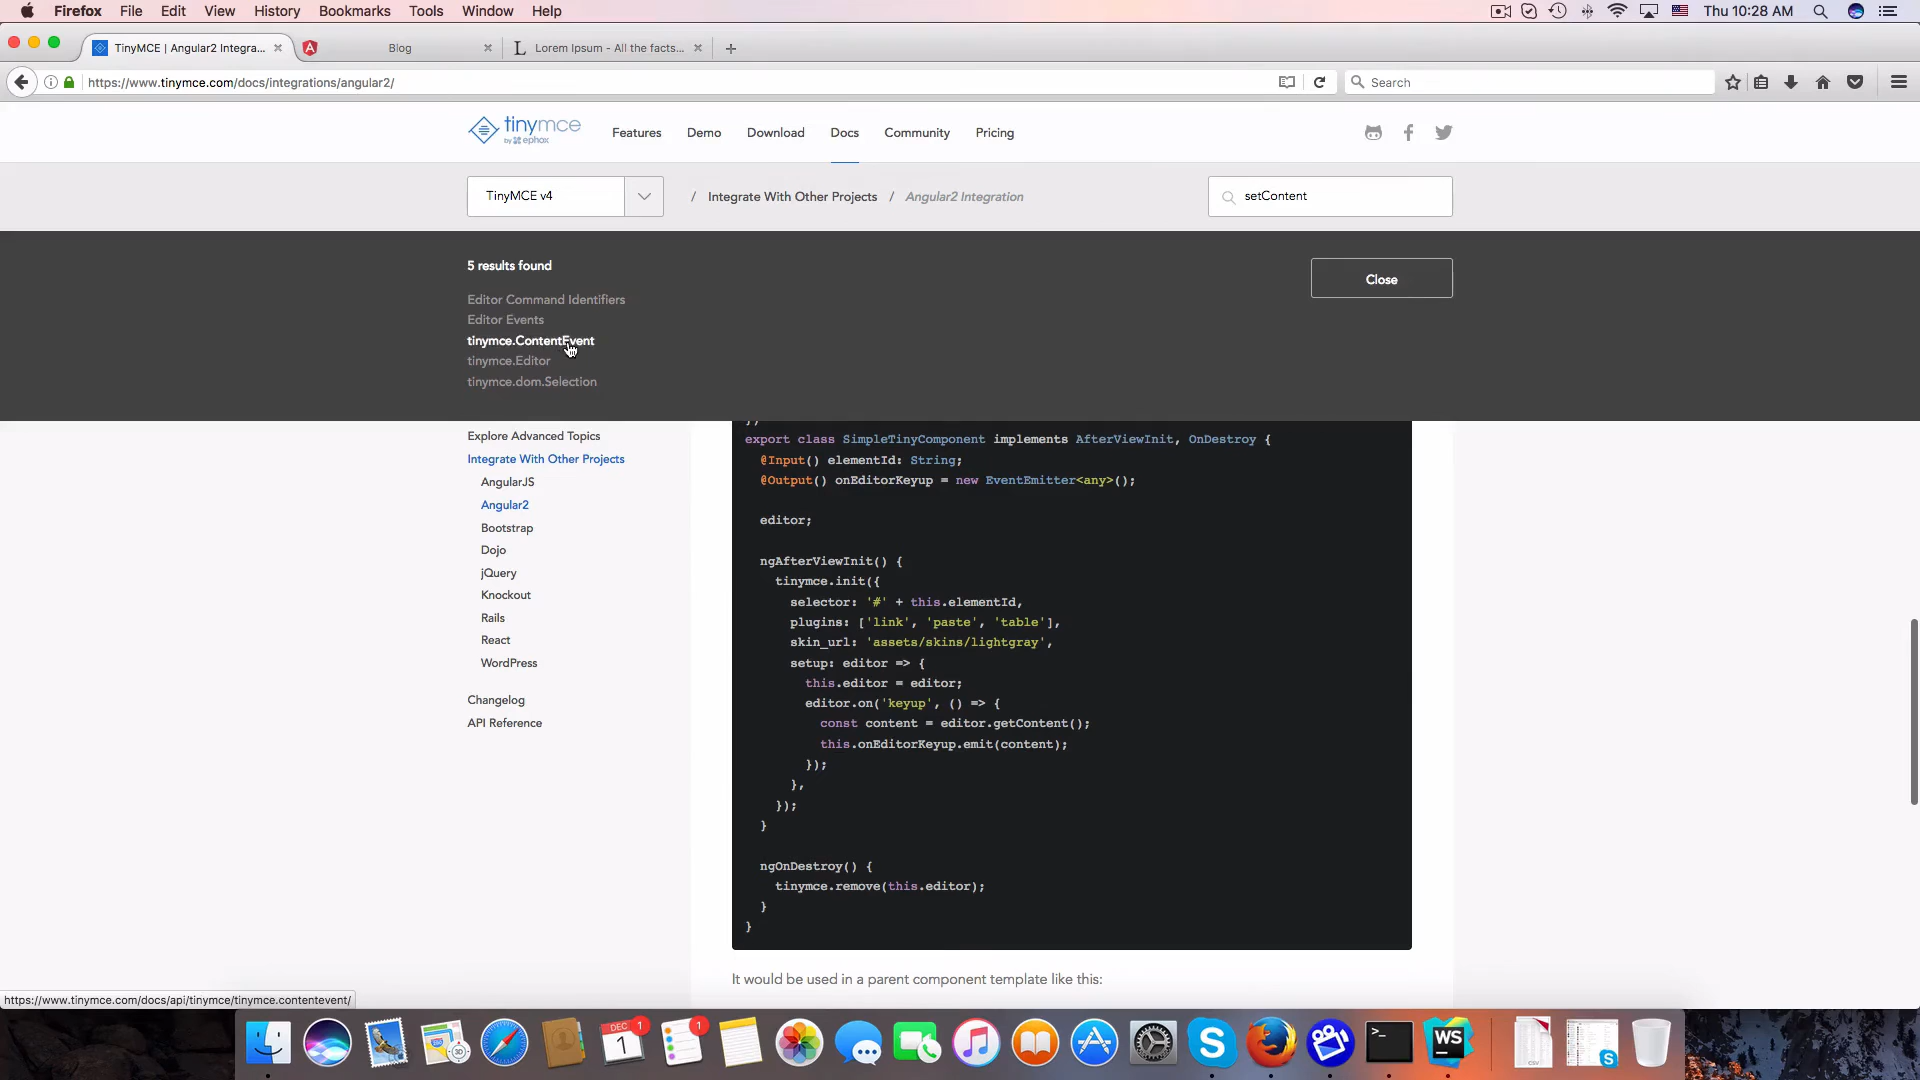 Firefox File Edit View History Bookmarks Tools Window Help Thu 10:28 AM
TinyMCE | Angular2 Integra... Blog Lorem Ipsum - All the facts...
https://www.tinymce.com/docs/integrations/angular2/ Search
tinymce by ephox Features Demo Download Docs Community Pricing
TinyMCE v4 / Integrate With Other Projects / Angular2 Integration setContent
5 results found
Close
Editor Command Identifiers
Editor Events
tinymce.ContentEvent
tinymce.Editor
tinymce.dom.Selection
Explore Advanced Topics
Integrate With Other Projects
AngularJS
Angular2
Bootstrap
Dojo
jQuery
Knockout
Rails
React
WordPress
Changelog
API Reference
})
export class SimpleTinyComponent implements AfterViewInit, OnDestroy {
@Input() elementId: String;
@Output() onEditorKeyup = new EventEmitter<any>();
editor;
ngAfterViewInit() {
tinymce.init({
selector: '#' + this.elementId,
plugins: ['link', 'paste', 'table'],
skin_url: 'assets/skins/lightgray',
setup: editor => {
this.editor = editor;
editor.on('keyup', () => {
const content = editor.getContent();
this.onEditorKeyup.emit(content);
});
},
});
}
ngOnDestroy() {
tinymce.remove(this.editor);
}
}
It would be used in a parent component template like this:
https://www.tinymce.com/docs/api/tinymce/tinymce.contentevent/
DEC 1
1
1
WS